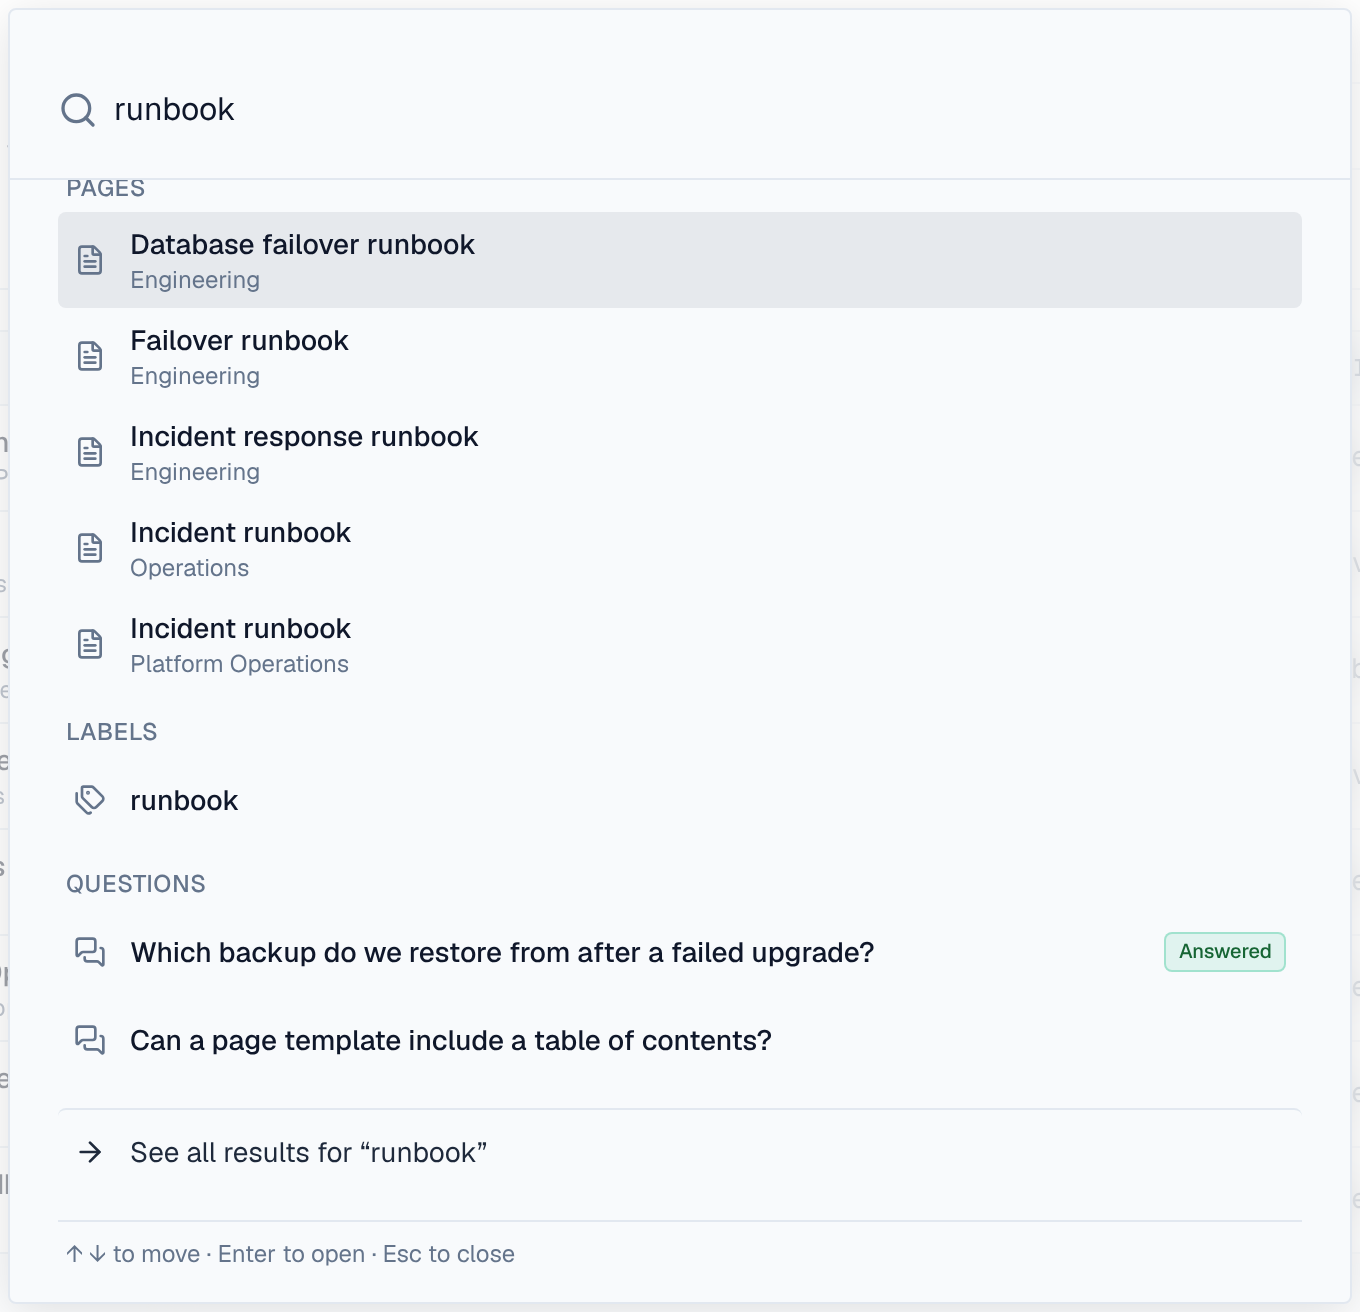 runbook
PAGES
Database failover runbook
Engineering
Failover runbook
Engineering
Incident response runbook
Engineering
Incident runbook
Operations
Incident runbook
Platform Operations
LABELS
runbook
QUESTIONS
Which backup do we restore from after a failed upgrade?
Answered
Can a page template include a table of contents?
See all results for “runbook”
↑ ↓ to move · Enter to open · Esc to close